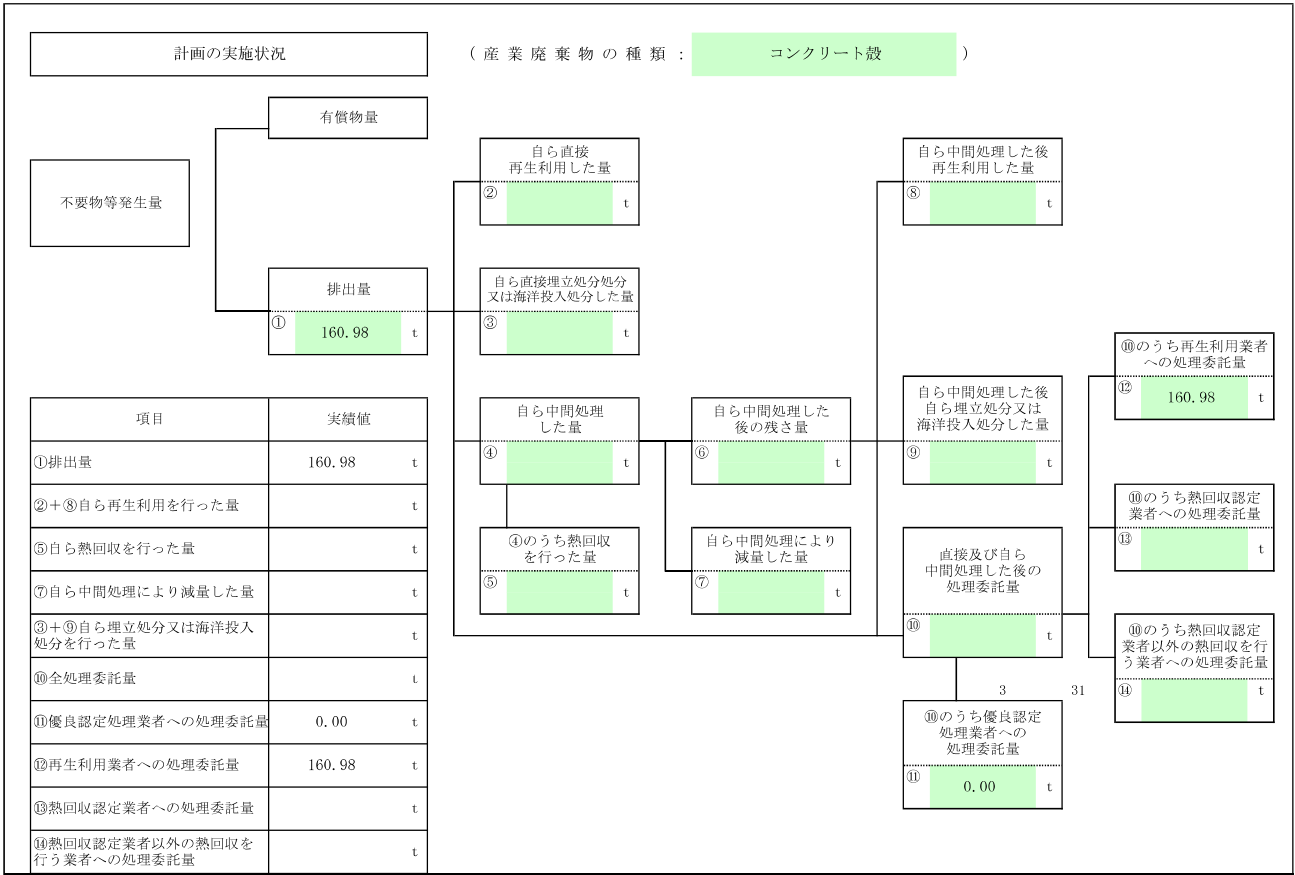 計画の実施状況
（産業廃棄物の種類：
コンクリート殻
）
有償物量
不要物等発生量
自ら直接
再生利用した量
②
t
自ら中間処理した後
再生利用した量
⑧
t
排出量
①
160.98
t
自ら直接埋立処分処分
又は海洋投入処分した量
③
t
⑩のうち再生利用業者
への処理委託量
⑫
160.98
t
自ら中間処理
した量
④
t
自ら中間処理した
後の残さ量
⑥
t
自ら中間処理した後
自ら埋立処分又は
海洋投入処分した量
⑨
t
⑩のうち熱回収認定
業者への処理委託量
⑬
t
④のうち熱回収
を行った量
⑤
t
自ら中間処理により
減量した量
⑦
t
直接及び自ら
中間処理した後の
処理委託量
⑩
t
⑩のうち熱回収認定
業者以外の熱回収を行
う業者への処理委託量
⑭
t
3 31
⑩のうち優良認定
処理業者への
処理委託量
⑪
0.00
t
項目 実績値
①排出量 160.98 t
②＋⑧自ら再生利用を行った量 t
⑤自ら熱回収を行った量 t
⑦自ら中間処理により減量した量 t
③＋⑨自ら埋立処分又は海洋投入
処分を行った量 t
⑩全処理委託量 t
⑪優良認定処理業者への処理委託量 0.00 t
⑫再生利用業者への処理委託量 160.98 t
⑬熱回収認定業者への処理委託量 t
⑭熱回収認定業者以外の熱回収を
行う業者への処理委託量 t